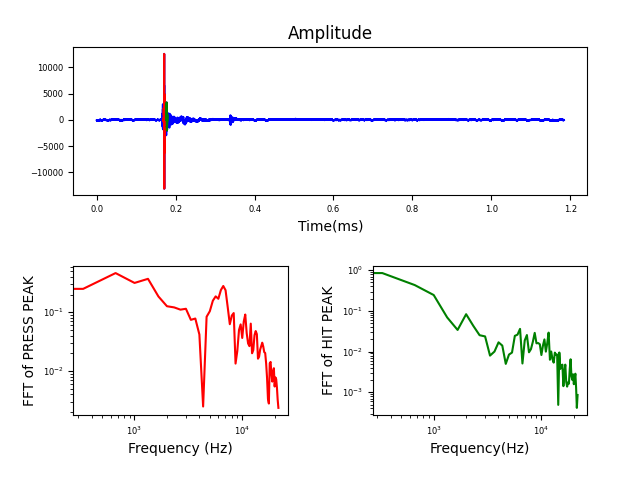 Amplitude
10000
5000
0
−5000
−10000
0.0 0.2 0.4 0.6 0.8 1.0 1.2
Time(ms)
FFT of PRESS PEAK
10⁻¹
10⁻²
10³ 10⁴
Frequency (Hz)
FFT of HIT PEAK
10⁰
10⁻¹
10⁻²
10⁻³
10³ 10⁴
Frequency(Hz)